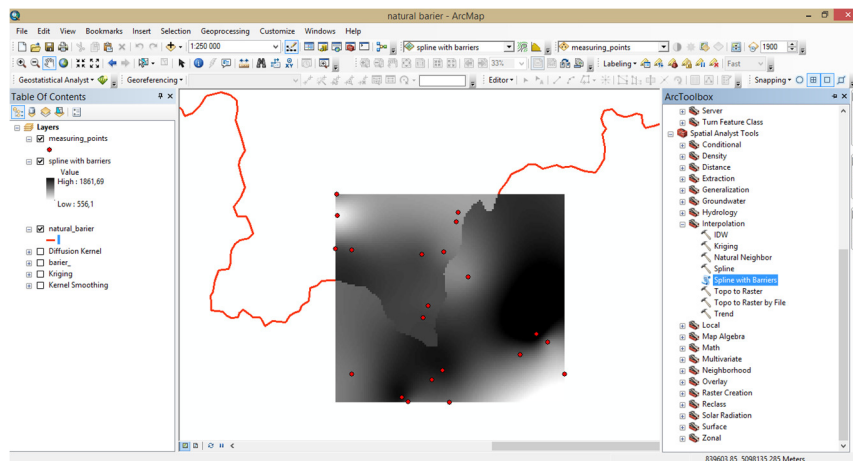 natural barier - ArcMap
File Edit View Bookmarks Insert Selection Geoprocessing Customize Windows Help
1:250 000 spline with barriers measuring_points 1900
33% Labeling Fast
Geostatistical Analyst Georeferencing Editor Snapping
Table Of Contents
Layers
measuring_points
spline with barriers
Value
High : 1861,69
Low : 556,1
natural_barier
Diffusion Kernel
barier_
Kriging
Kernel Smoothing
ArcToolbox
Server
Turn Feature Class
Spatial Analyst Tools
Conditional
Density
Distance
Extraction
Generalization
Groundwater
Hydrology
Interpolation
IDW
Kriging
Natural Neighbor
Spline
Spline with Barriers
Topo to Raster
Topo to Raster by File
Trend
Local
Map Algebra
Math
Multivariate
Neighborhood
Overlay
Raster Creation
Reclass
Solar Radiation
Surface
Zonal
839603,85 5098135,285 Meters